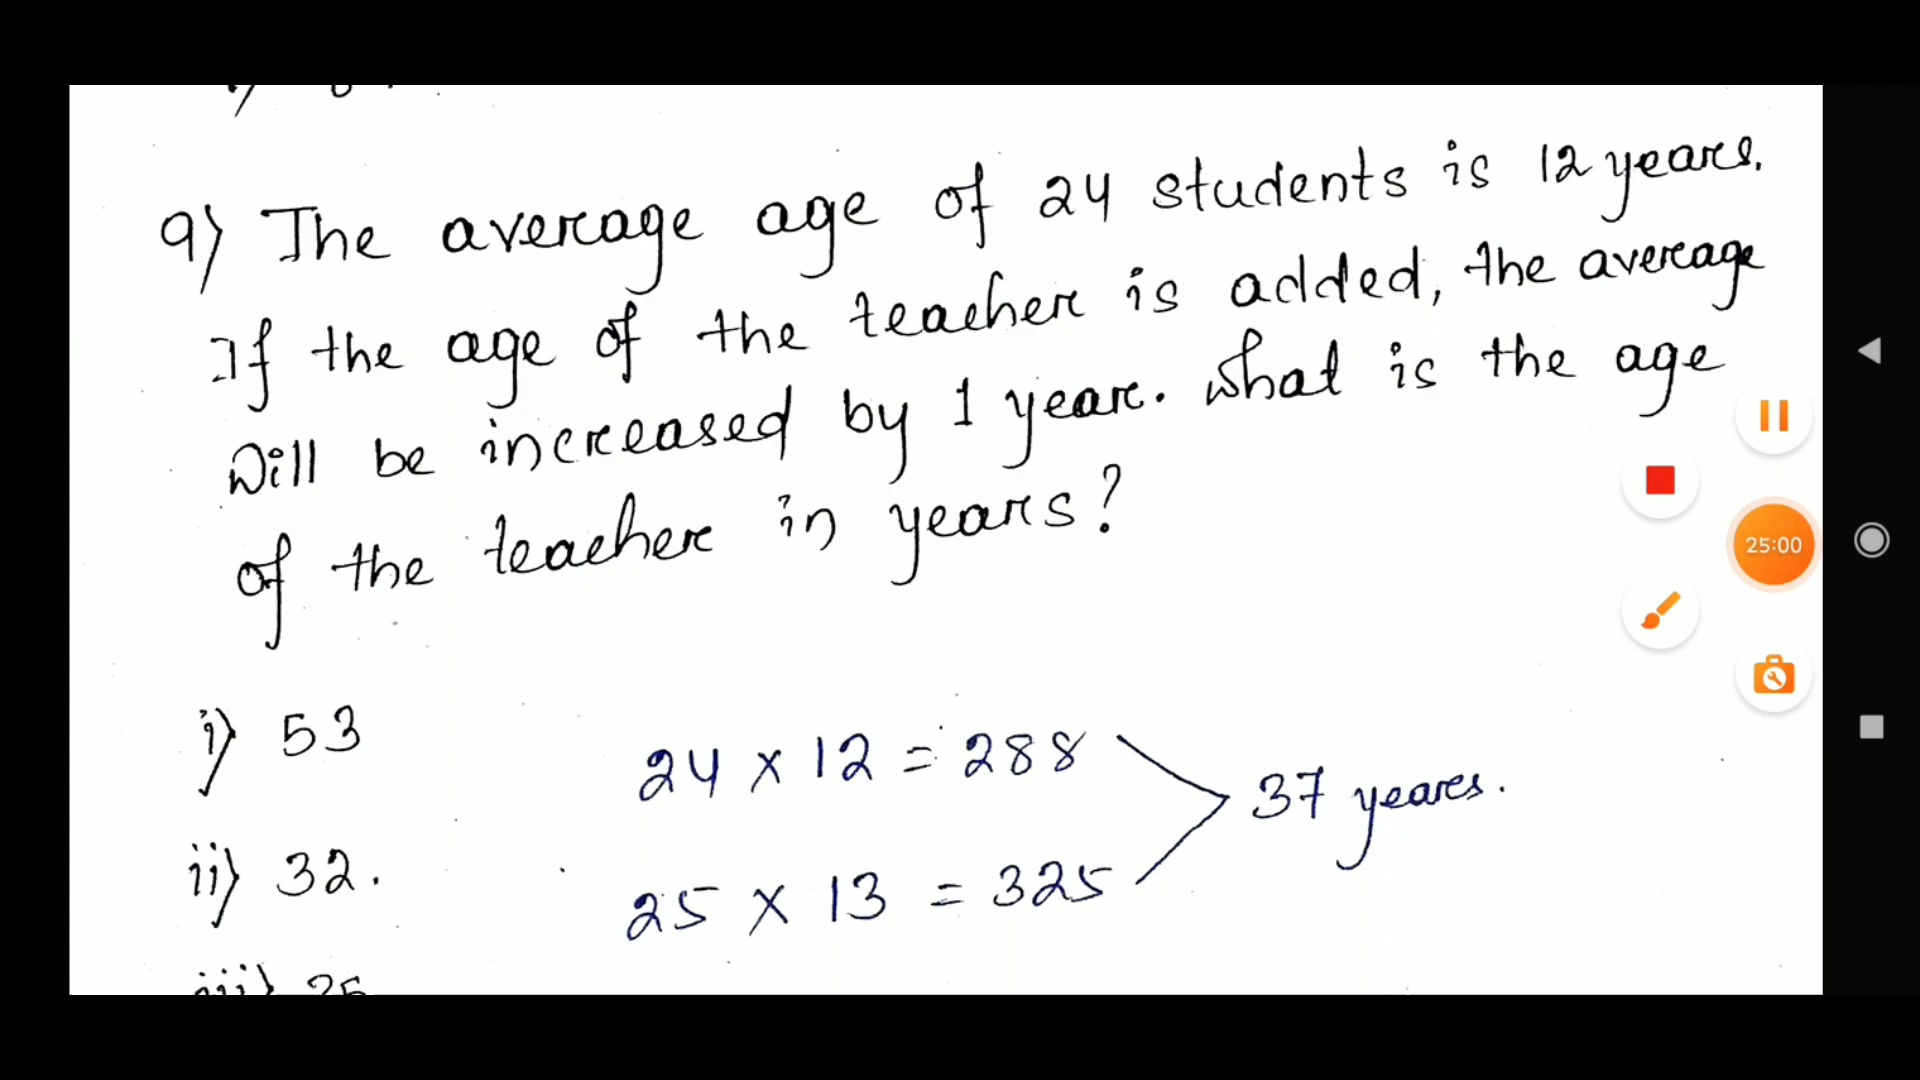 9) The average age of 24 students is 12 years.
If the age of the teacher is added, the average
will be increased by 1 year. What is the age
of the teacher in years?
i) 53
24 x 12 = 288
37 years.
ii) 32.
25 x 13 = 325
iii)
25:00